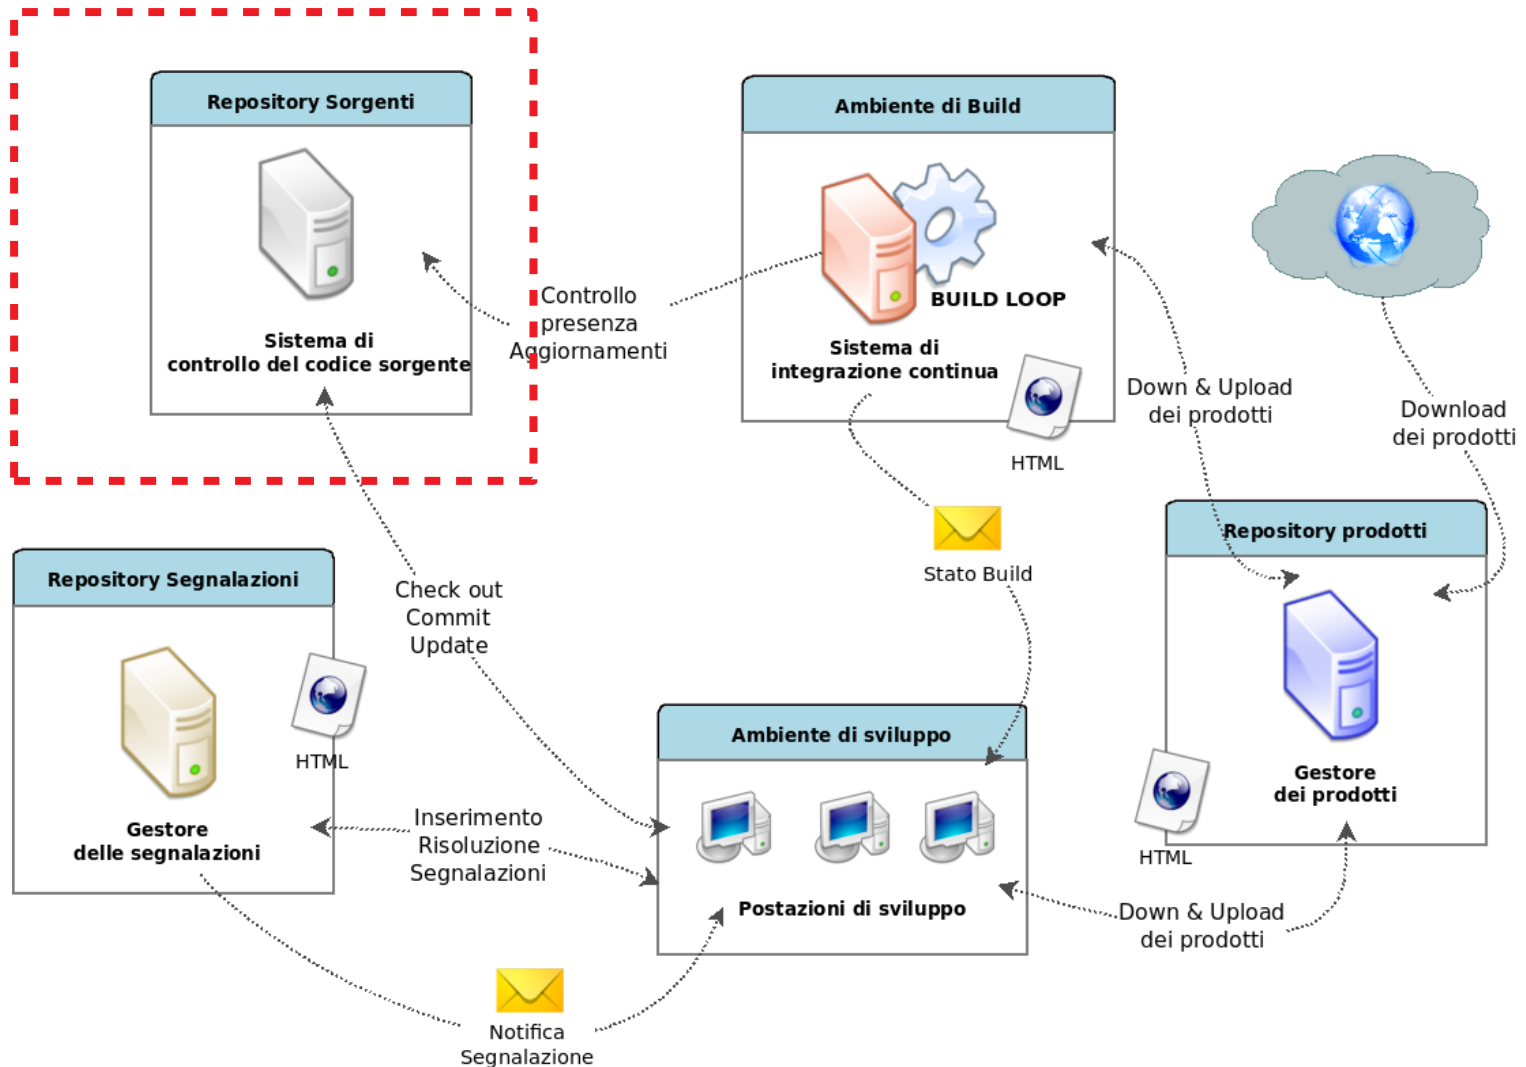 Repository Sorgenti
Sistema di
controllo del codice sorgente
Controllo
presenza
Aggiornamenti
Ambiente di Build
BUILD LOOP
Sistema di
integrazione continua
HTML
Down & Upload
dei prodotti
Download
dei prodotti
Stato Build
Repository prodotti
Gestore
dei prodotti
HTML
Repository Segnalazioni
Gestore
delle segnalazioni
HTML
Check out
Commit
Update
Inserimento
Risoluzione
Segnalazioni
Ambiente di sviluppo
Postazioni di sviluppo
Down & Upload
dei prodotti
Notifica
Segnalazione